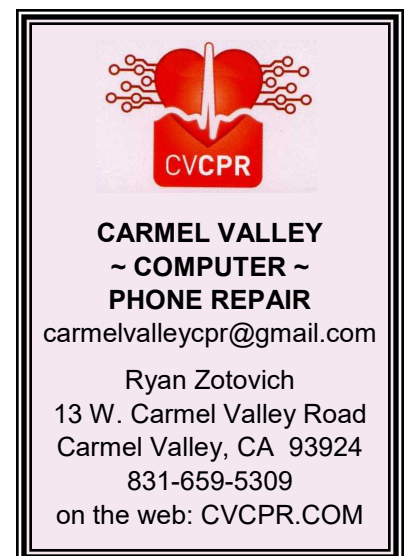 CVCPR
CARMEL VALLEY
~ COMPUTER ~
PHONE REPAIR
carmelvalleycpr@gmail.com
Ryan Zotovich
13 W. Carmel Valley Road
Carmel Valley, CA  93924
831-659-5309
on the web: CVCPR.COM